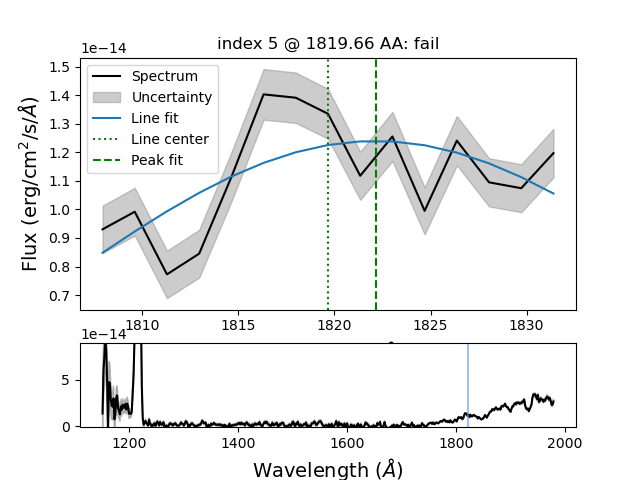 index 5 @ 1819.66 AA: fail
1e−14
1.5
1.4
1.3
1.2
1.1
1.0
0.9
0.8
0.7
Flux (erg/cm²/s/Å)
Spectrum
Uncertainty
Line fit
Line center
Peak fit
1810
1815
1820
1825
1830
1e−14
5
0
1200
1400
1600
1800
2000
Wavelength (Å)